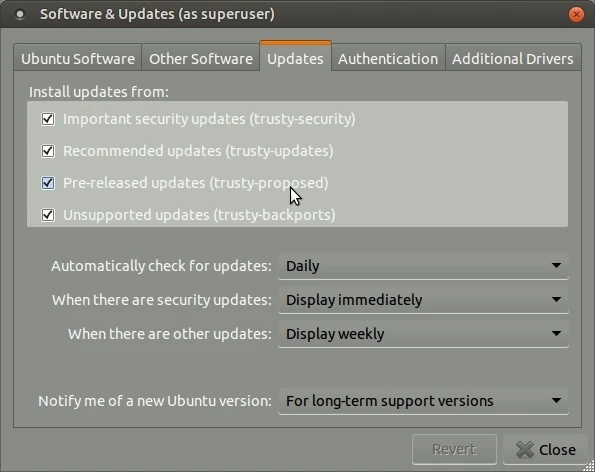 Software & Updates (as superuser)
Ubuntu Software Other Software Updates Authentication Additional Drivers
Install updates from:
Important security updates (trusty-security)
Recommended updates (trusty-updates)
Pre-released updates (trusty-proposed)
Unsupported updates (trusty-backports)
Automatically check for updates: Daily
When there are security updates: Display immediately
When there are other updates: Display weekly
Notify me of a new Ubuntu version: For long-term support versions
Revert Close